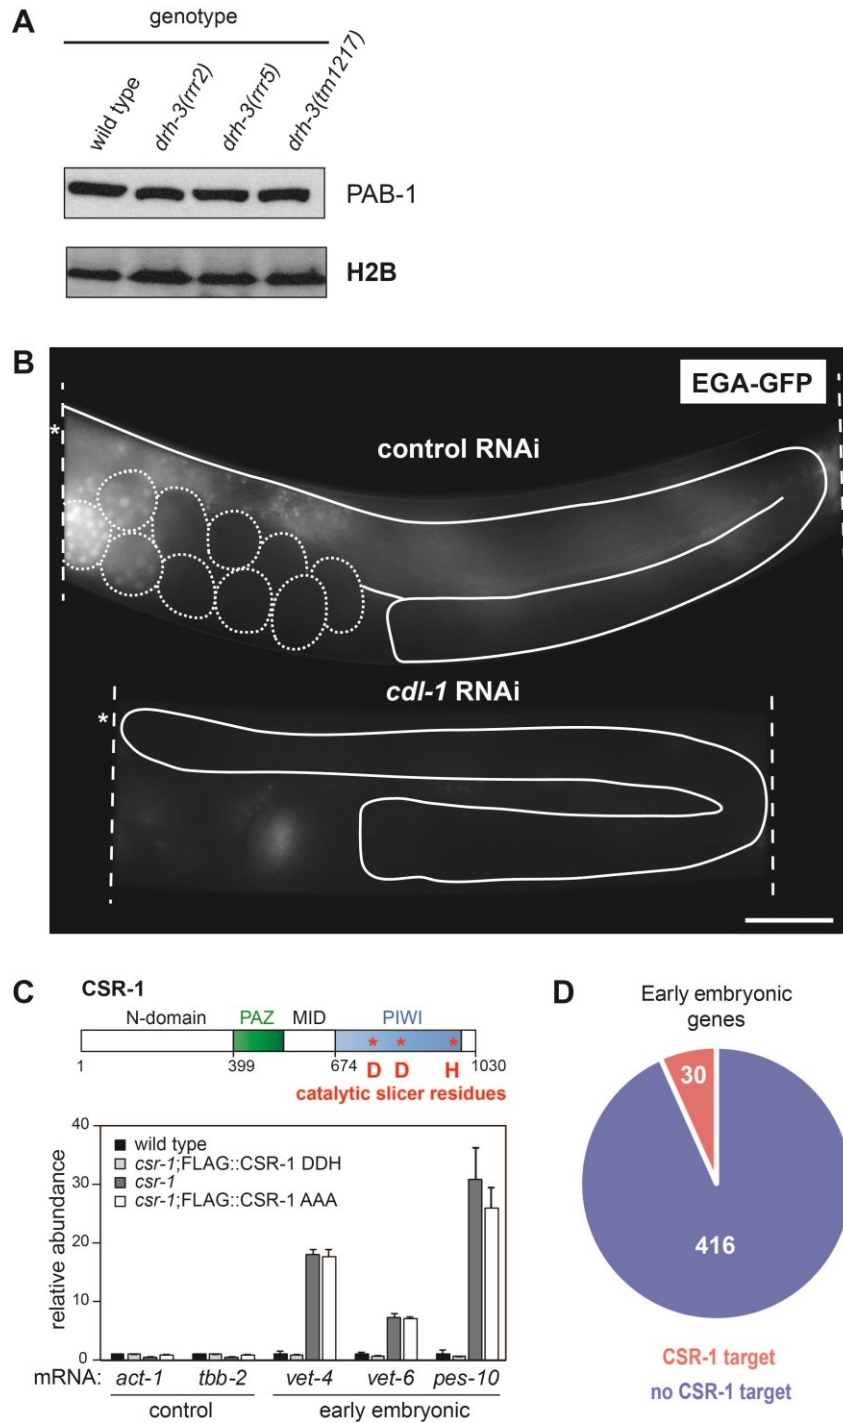 A
genotype
wild type
drh-3(rrr2)
drh-3(rrr5)
drh-3(tm1217)
PAB-1
H2B
B
EGA-GFP
*
control RNAi
cdl-1 RNAi
*
C
CSR-1
N-domain PAZ MID PIWI
* * *
1 399 674 1030
D D H
catalytic slicer residues
40
30
20
10
0
relative abundance
wild type
csr-1;FLAG::CSR-1 DDH
csr-1
csr-1;FLAG::CSR-1 AAA
mRNA: act-1 tbb-2 vet-4 vet-6 pes-10
control early embryonic
D
Early embryonic
genes
30
416
CSR-1 target
no CSR-1 target